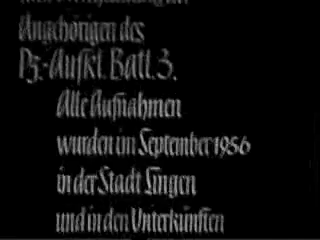 Angehörigen des
Pz.-Aufkl. Batl. 3.
Alle Aufnahmen
wurden im September 1956
in der Stadt Lingen
und in den Unterkünften